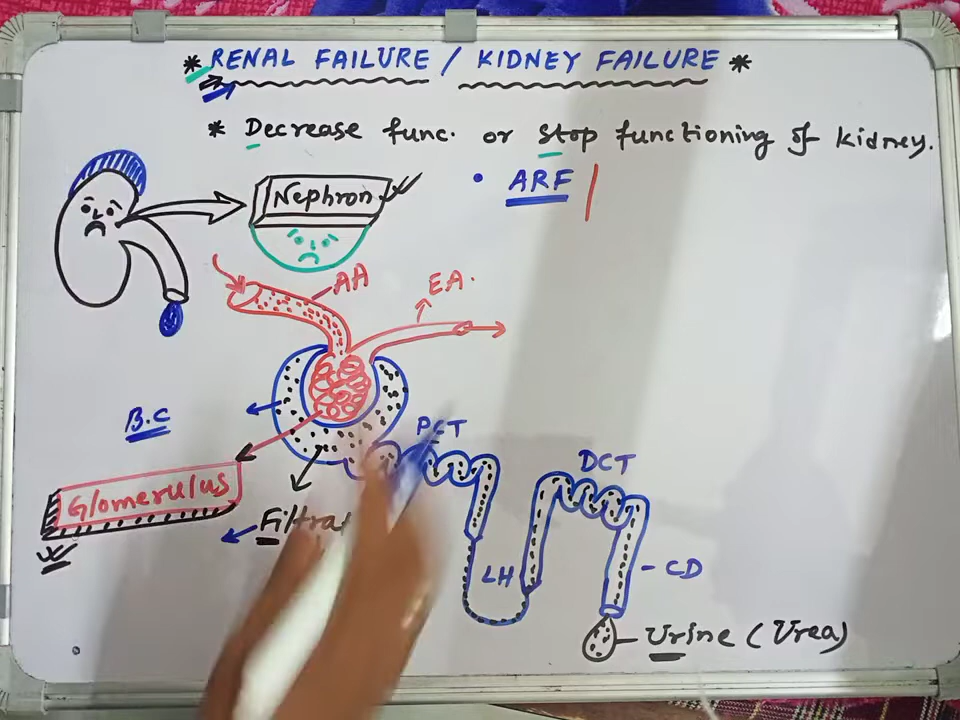 * RENAL FAILURE / KIDNEY FAILURE *
* Decrease func. or stop functioning of kidney.
Nephron
• ARF
AA
EA.
B.C
PCT
Glomerulus
DCT
LH
CD
Urine (Urea)